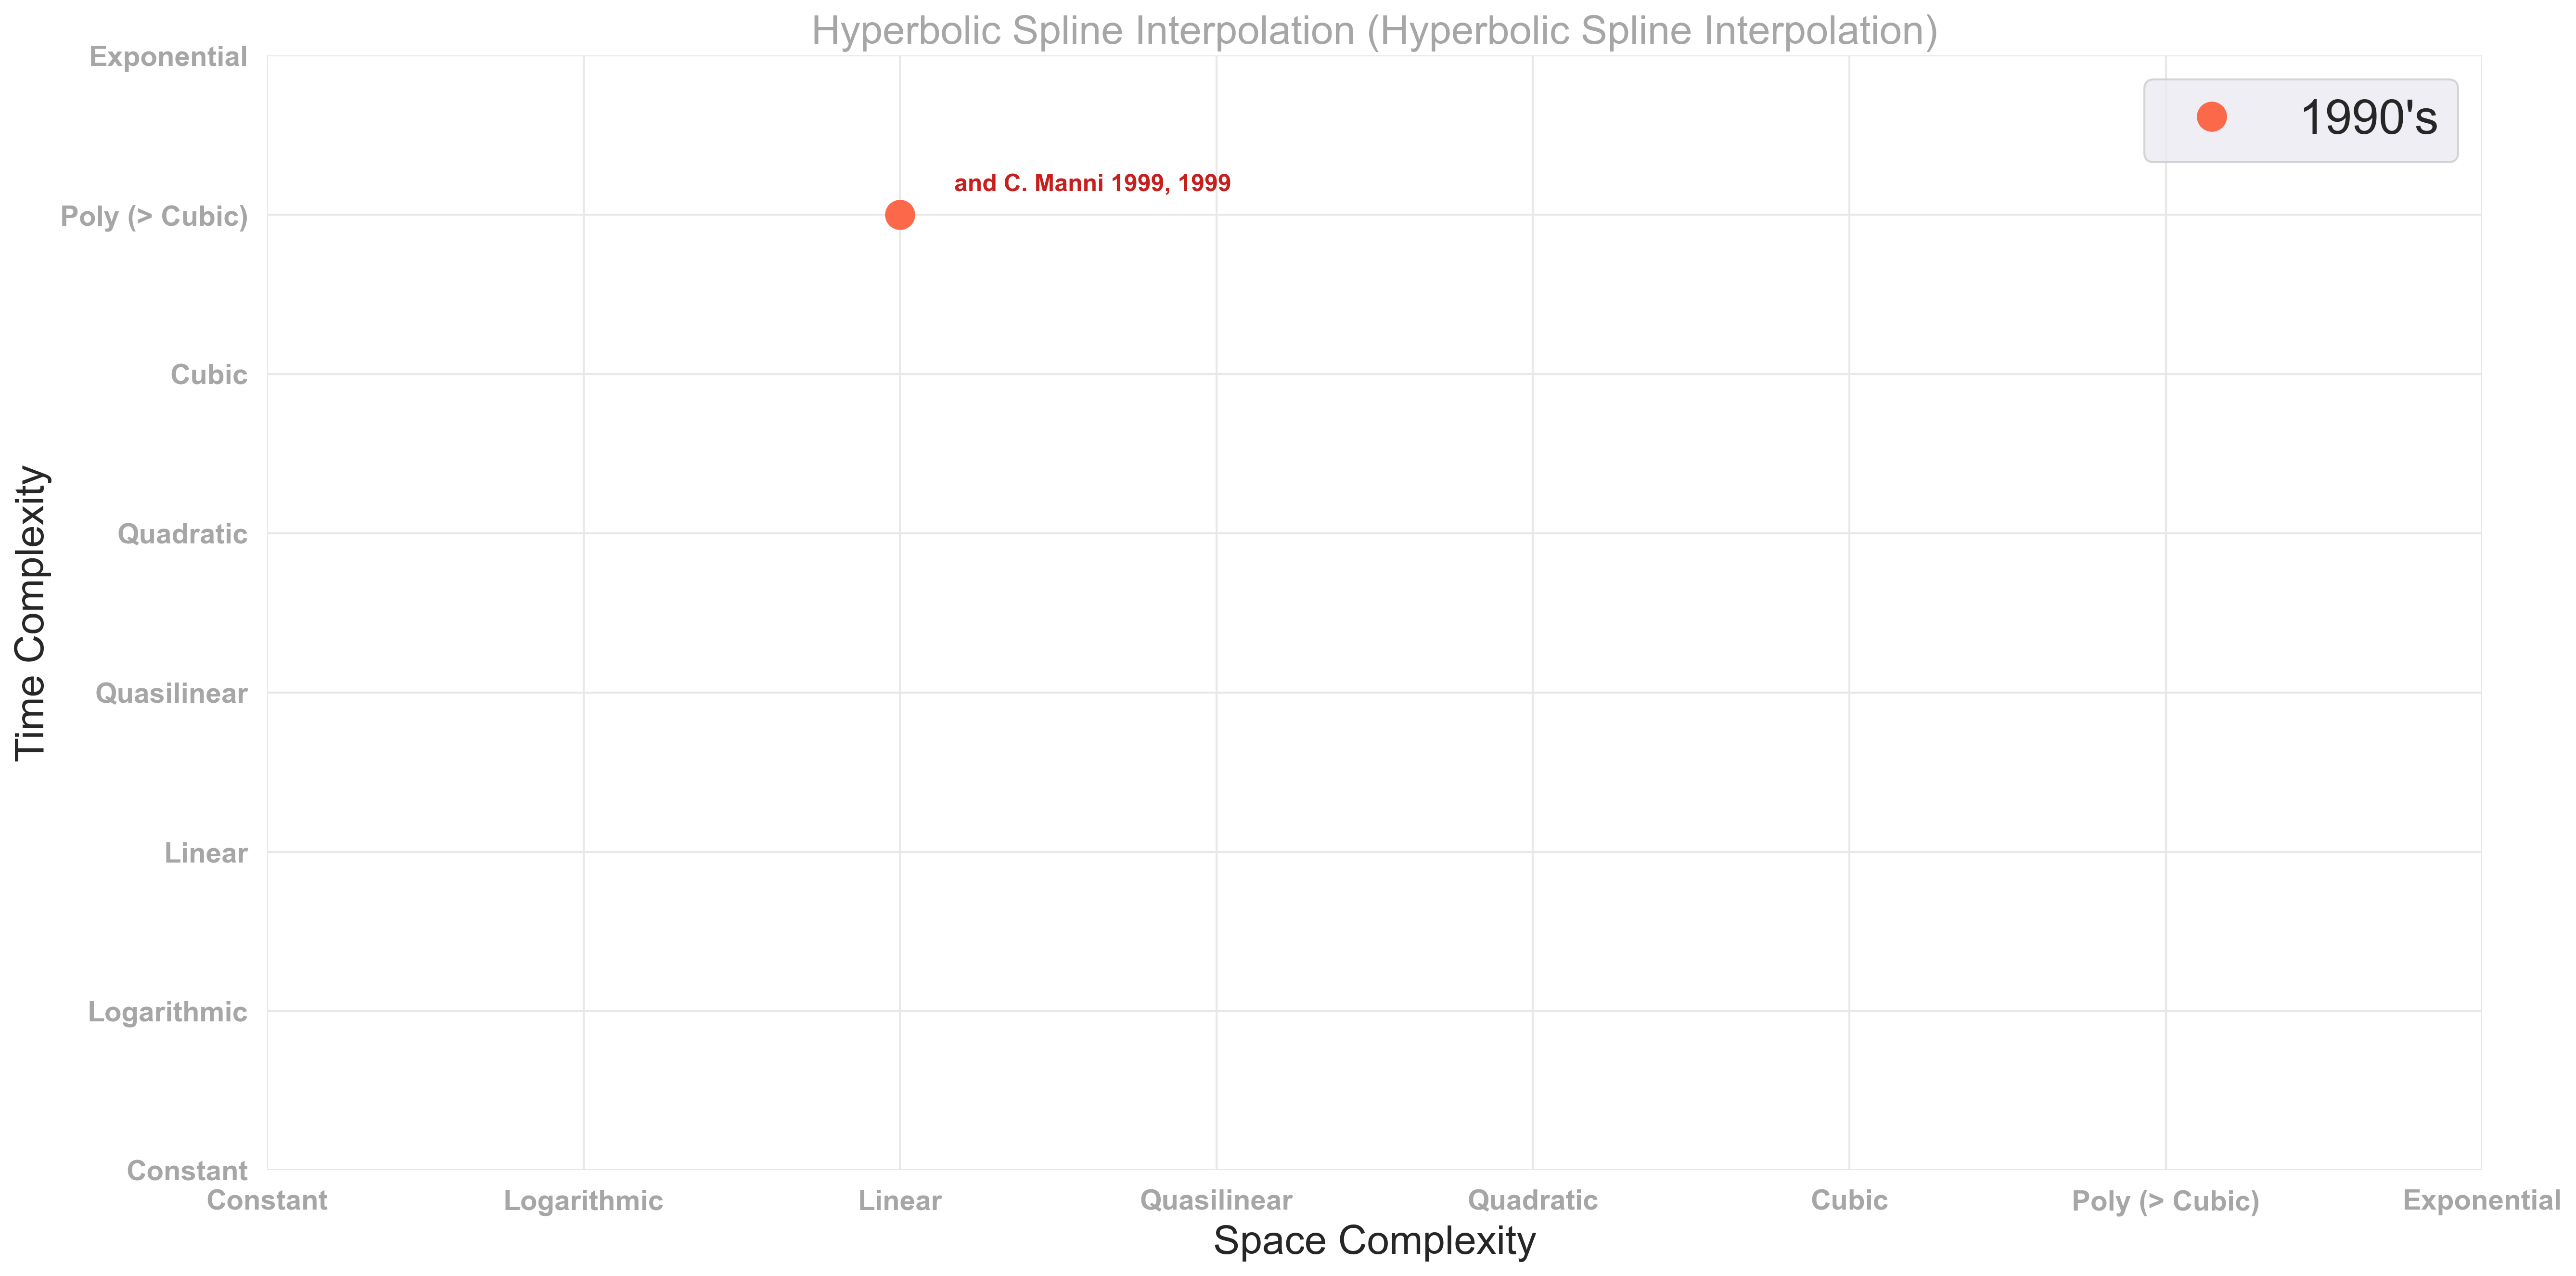 Hyperbolic Spline Interpolation (Hyperbolic Spline Interpolation)
Exponential
1990's
and C. Manni 1999, 1999
Poly (> Cubic)
Cubic
Quadratic
Time Complexity
Quasilinear
Linear
Logarithmic
Constant
Constant Logarithmic Linear Quasilinear Quadratic Cubic Poly (> Cubic) Exponential
Space Complexity